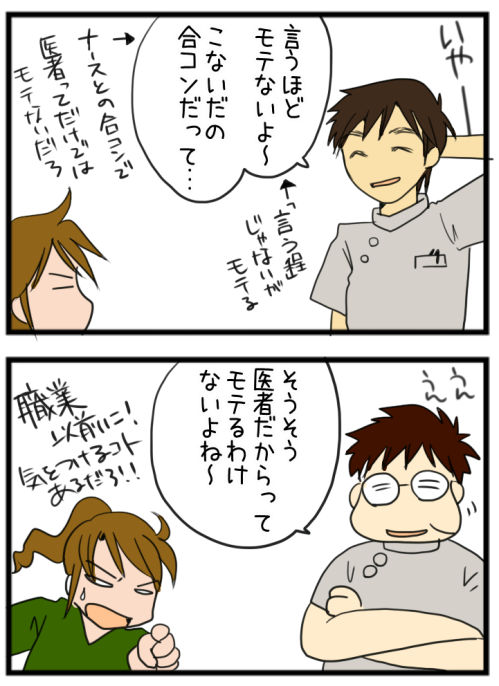 いやー
言うほど
モテないよ〜
こないだの
合コンだって…
ナースとの合コンで
医者ってだけでは
モテないだろ
"言う程"
じゃないが
モテる
うんうん
そうそう
医者だからって
モテるわけ
ないよね〜
職業
以前に!
気をつけるコト
あるだろ!!